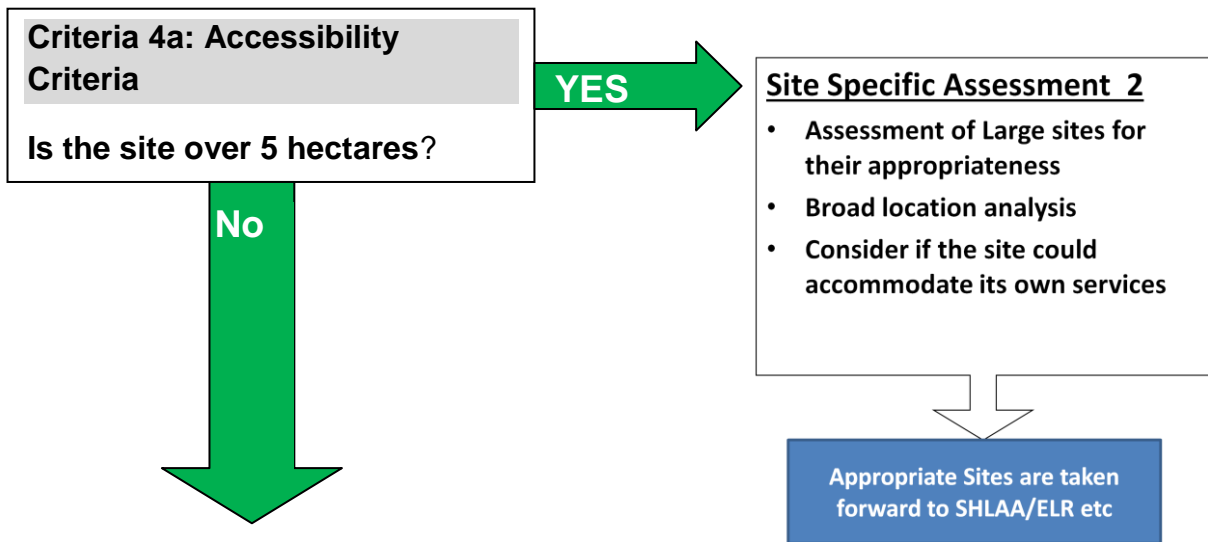 Criteria 4a: Accessibility
Criteria
Is the site over 5 hectares?
YES
No
Site Specific Assessment  2
• Assessment of Large sites for
their appropriateness
• Broad location analysis
• Consider if the site could
accommodate its own services
Appropriate Sites are taken
forward to SHLAA/ELR etc